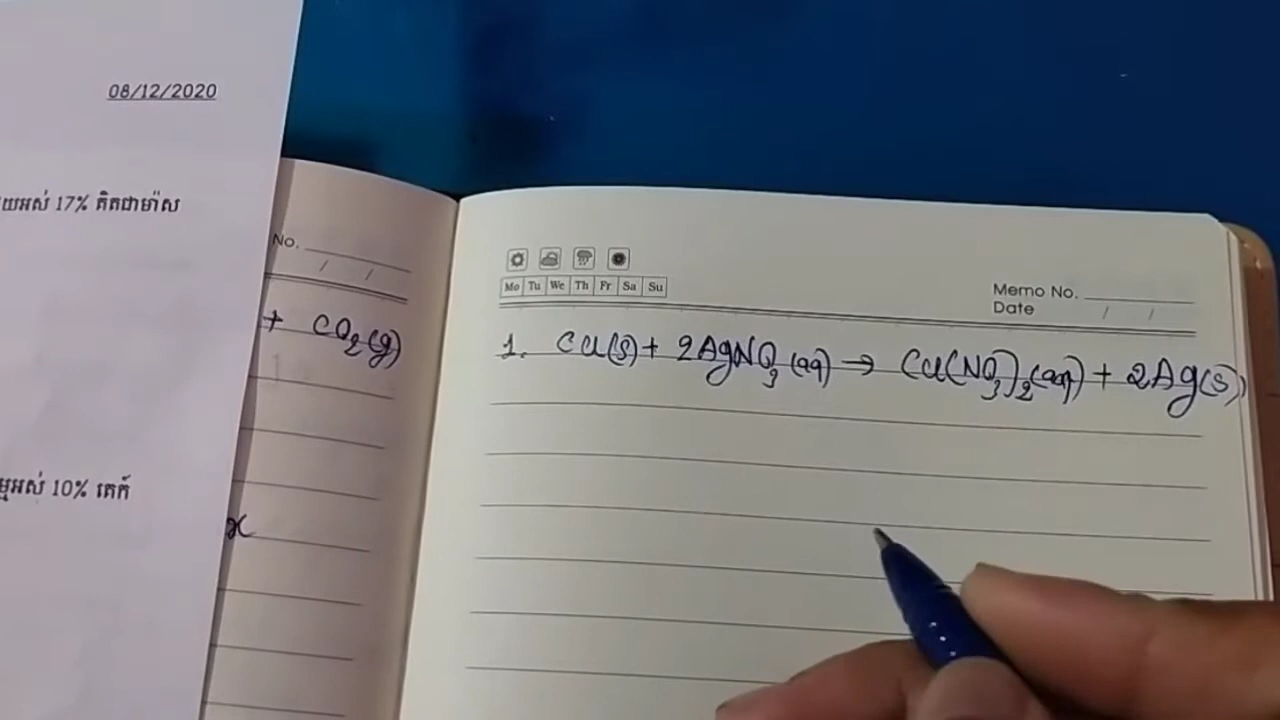 08/12/2020
យអស់ 17% គិតជាម៉ាស
អស់ 10% គេក៍
No.
/ /
+ CO₂(g)
x
Mo Tu We Th Fr Sa Su
Memo No.
Date / /
1. Cu(s) + 2AgNO₃(aq) → Cu(NO₃)₂(aq) + 2Ag(s)